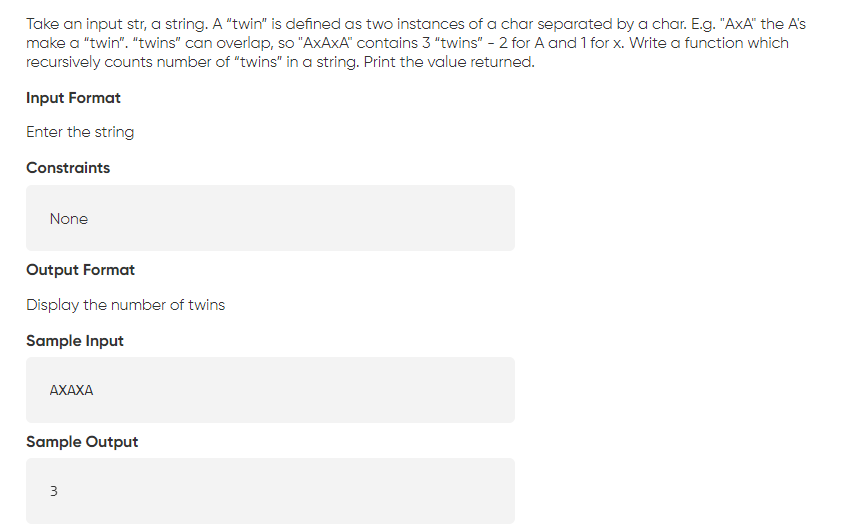 Take an input str, a string. A "twin" is defined as two instances of a char separated by a char. E.g. "AxA" the A's
make a "twin". "twins" can overlap, so "AxAxA" contains 3 "twins" - 2 for A and 1 for x. Write a function which
recursively counts number of "twins" in a string. Print the value returned.
Input Format
Enter the string
Constraints
None
Output Format
Display the number of twins
Sample Input
AXAXA
Sample Output
3